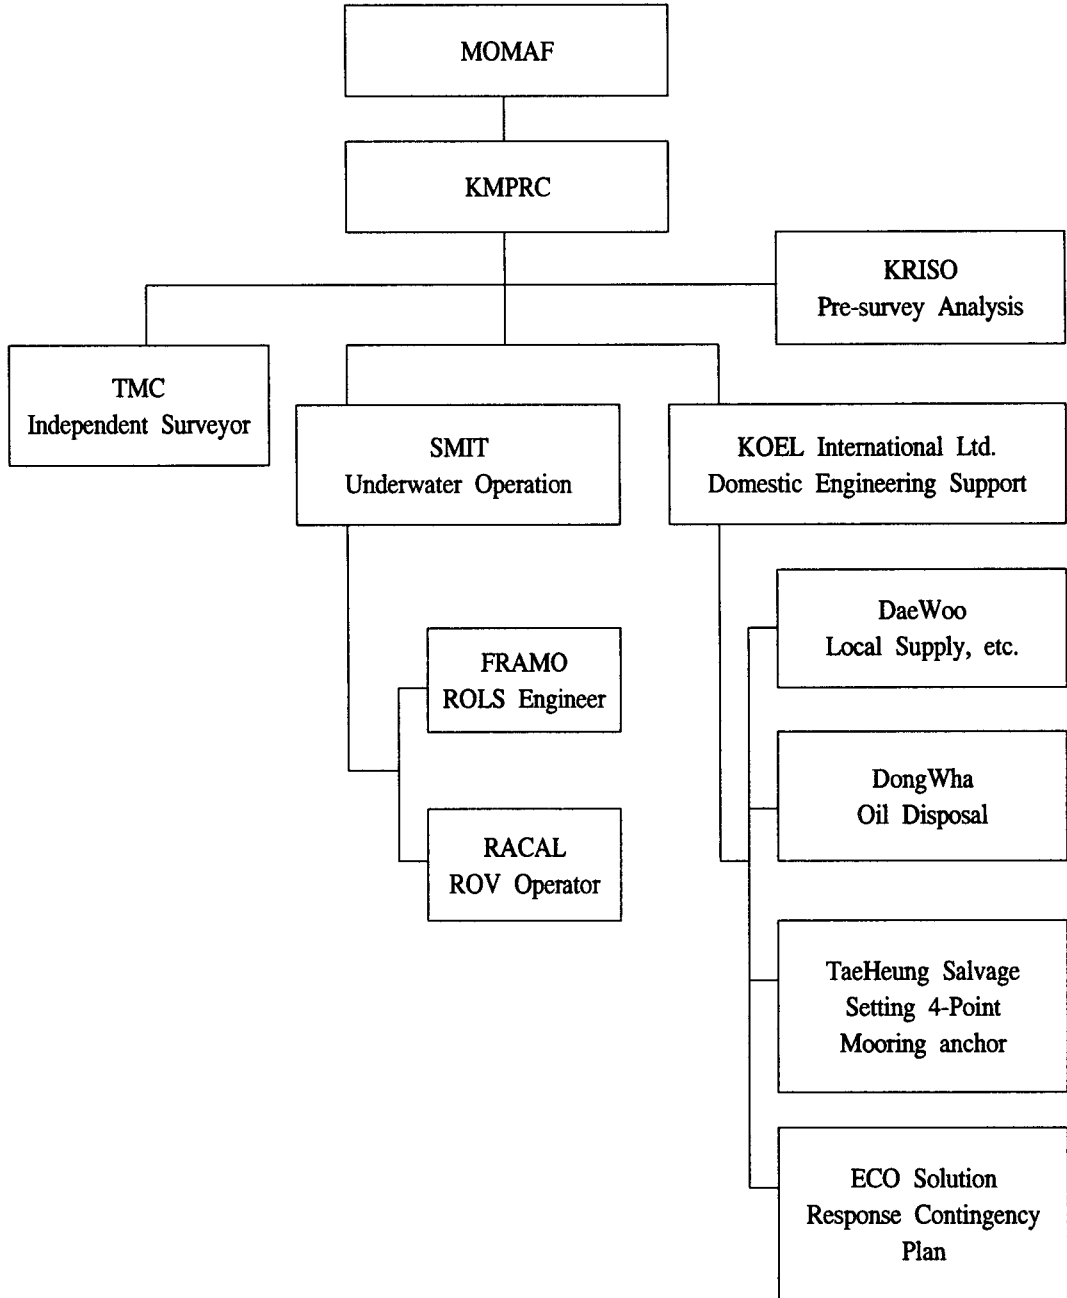 MOMAF
KMPRC
KRISO
Pre-survey Analysis
TMC
Independent Surveyor
SMIT
Underwater Operation
KOEL International Ltd.
Domestic Engineering Support
FRAMO
ROLS Engineer
RACAL
ROV Operator
DaeWoo
Local Supply, etc.
DongWha
Oil Disposal
TaeHeung Salvage
Setting 4-Point
Mooring anchor
ECO Solution
Response Contingency
Plan